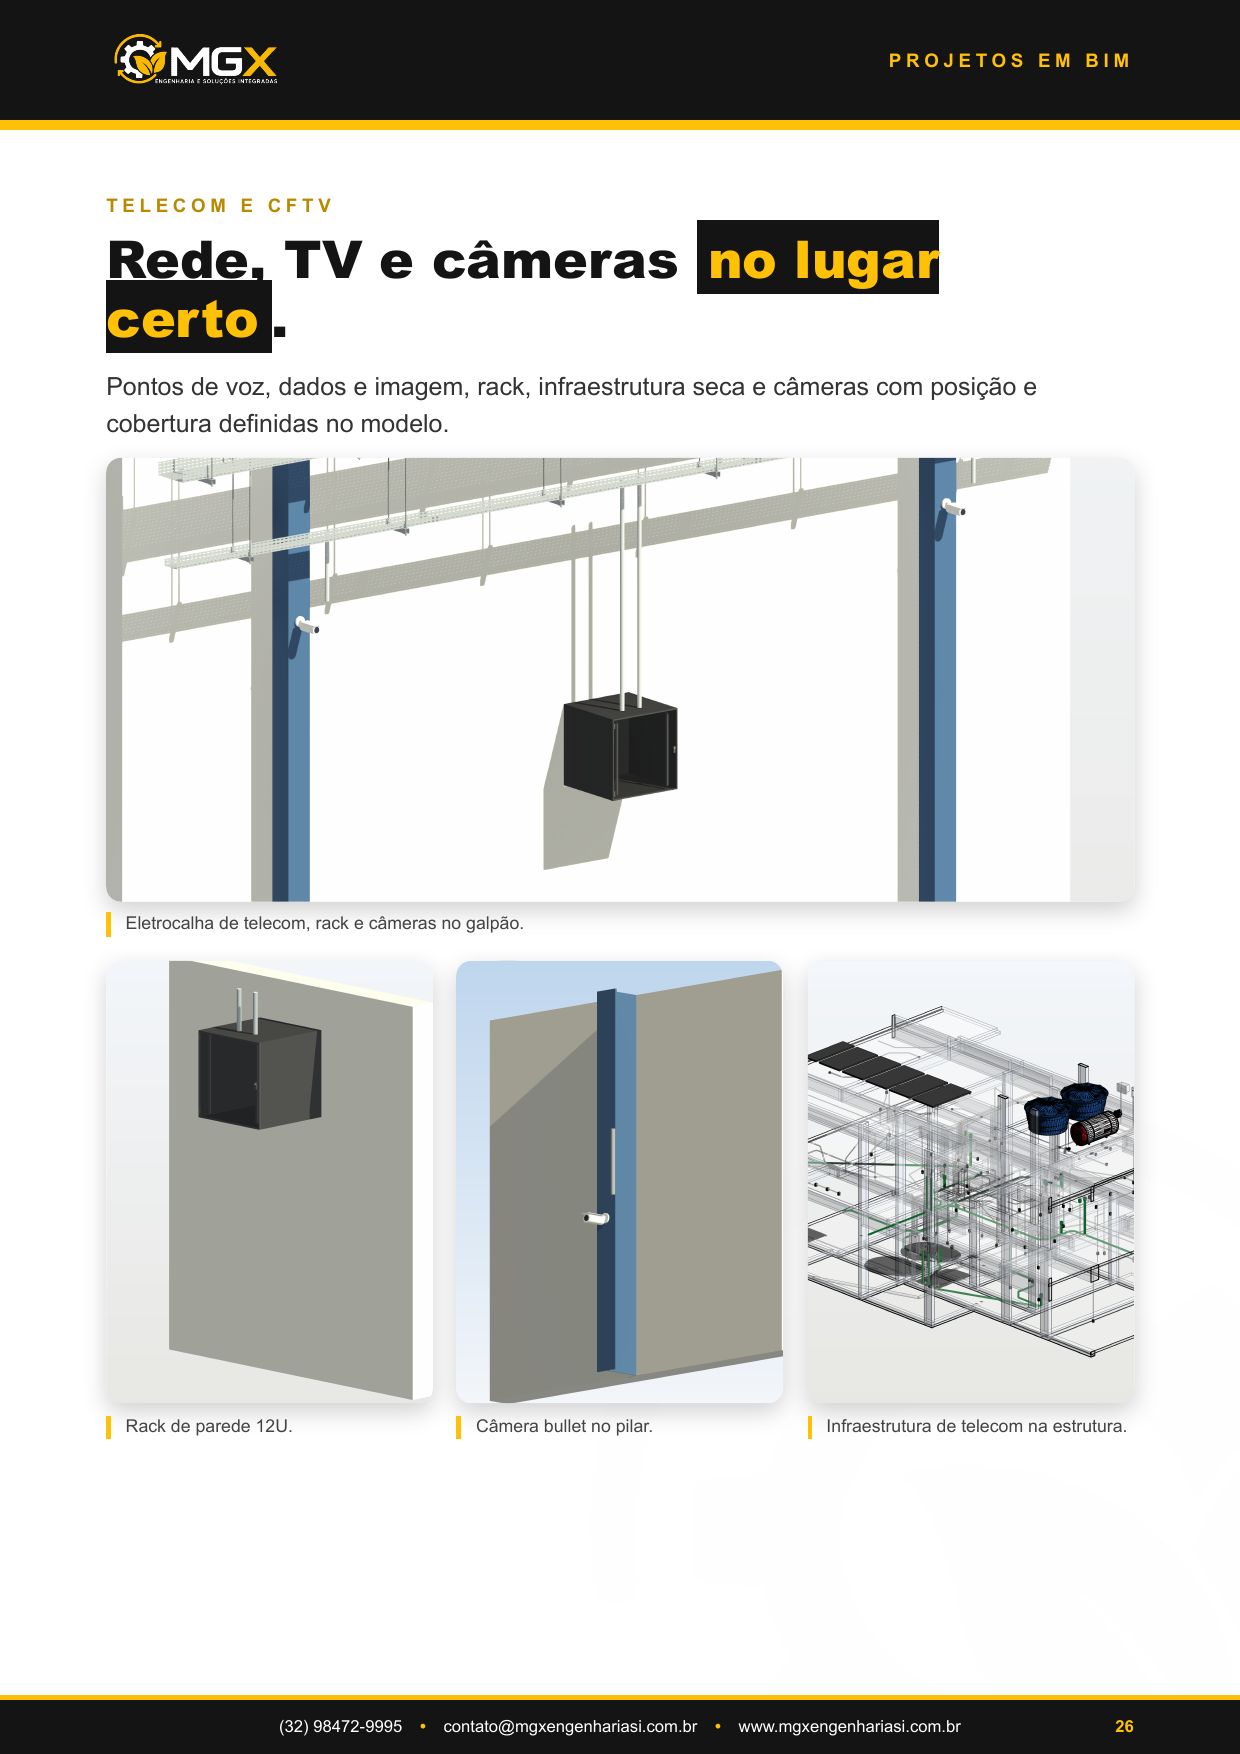 MGX
ENGENHARIA E SOLUÇÕES INTEGRADAS
PROJETOS EM BIM
TELECOM E CFTV
Rede, TV e câmeras no lugar
certo.
Pontos de voz, dados e imagem, rack, infraestrutura seca e câmeras com posição e
cobertura definidas no modelo.
Eletrocalha de telecom, rack e câmeras no galpão.
Rack de parede 12U.
Câmera bullet no pilar.
Infraestrutura de telecom na estrutura.
(32) 98472-9995 • contato@mgxengenhariasi.com.br • www.mgxengenhariasi.com.br 26